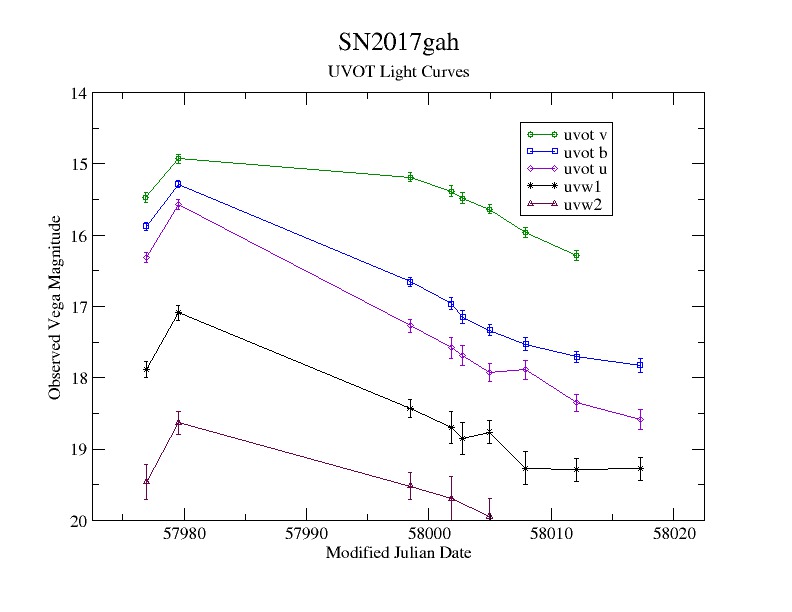 SN2017gah
UVOT Light Curves
14
15
16
17
18
19
20
Observed Vega Magnitude
uvot v
uvot b
uvot u
uvw1
uvw2
57980 57990 58000 58010 58020
Modified Julian Date